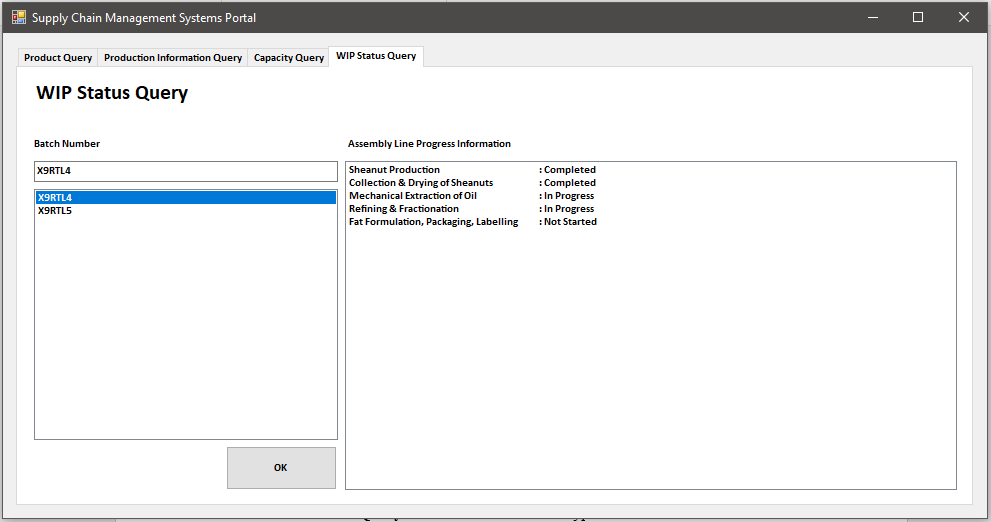 Supply Chain Management Systems Portal
Product Query
Production Information Query
Capacity Query
WIP Status Query
WIP Status Query
Batch Number
X9RTL4
X9RTL4
X9RTL5
OK
Assembly Line Progress Information
Sheanut Production : Completed
Collection & Drying of Sheanuts : Completed
Mechanical Extraction of Oil : In Progress
Refining & Fractionation : In Progress
Fat Formulation, Packaging, Labelling : Not Started